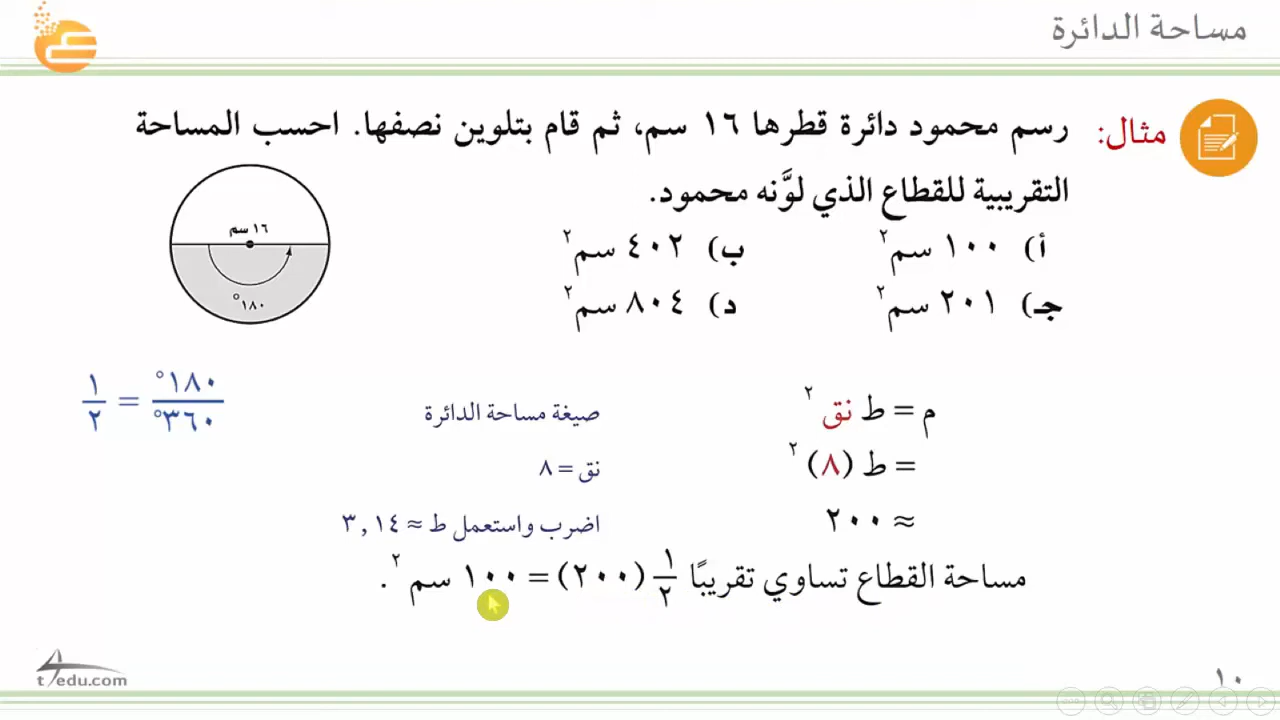 مساحة الدائرة
مثال: رسم محمود دائرة قطرها ١٦ سم، ثم قام بتلوين نصفها. احسب المساحة
التقريبية للقطاع الذي لوَّنه محمود.
أ) ١٠٠ سم٢ ب) ٤٠٢ سم٢
جـ) ٢٠١ سم٢ د) ٨٠٤ سم٢
١٦ سم
١٨٠°
م = ط نق٢ صيغة مساحة الدائرة
١٨٠°/٣٦٠° = ١/٢
= ط (٨)٢ نق = ٨
≈ ٢٠٠ اضرب واستعمل ط ≈ ٣,١٤
مساحة القطاع تساوي تقريبًا ١/٢ (٢٠٠) = ١٠٠ سم٢.
t4edu.com
١٠